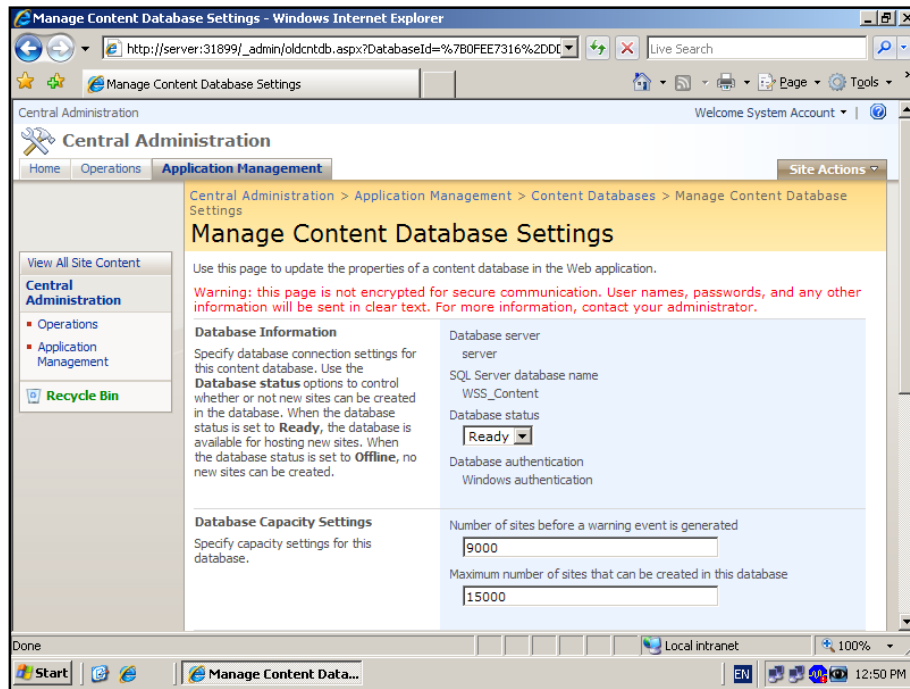 Manage Content Database Settings - Windows Internet Explorer
http://server:31899/_admin/oldcntdb.aspx?DatabaseId=%7B0FEE7316%2DDD
Live Search
Manage Content Database Settings
Page
Tools
Central Administration
Welcome System Account
Central Administration
Home
Operations
Application Management
Site Actions
Central Administration > Application Management > Content Databases > Manage Content Database
Settings
Manage Content Database Settings
View All Site Content
Central
Administration
Operations
Application
Management
Recycle Bin
Use this page to update the properties of a content database in the Web application.
Warning: this page is not encrypted for secure communication. User names, passwords, and any other
information will be sent in clear text. For more information, contact your administrator.
Database Information
Specify database connection settings for
this content database. Use the
Database status options to control
whether or not new sites can be created
in the database. When the database
status is set to Ready, the database is
available for hosting new sites. When
the database status is set to Offline, no
new sites can be created.
Database server
server
SQL Server database name
WSS_Content
Database status
Ready
Database authentication
Windows authentication
Database Capacity Settings
Specify capacity settings for this
database.
Number of sites before a warning event is generated
9000
Maximum number of sites that can be created in this database
15000
Done
Local intranet
100%
Start
Manage Content Data...
EN
12:50 PM